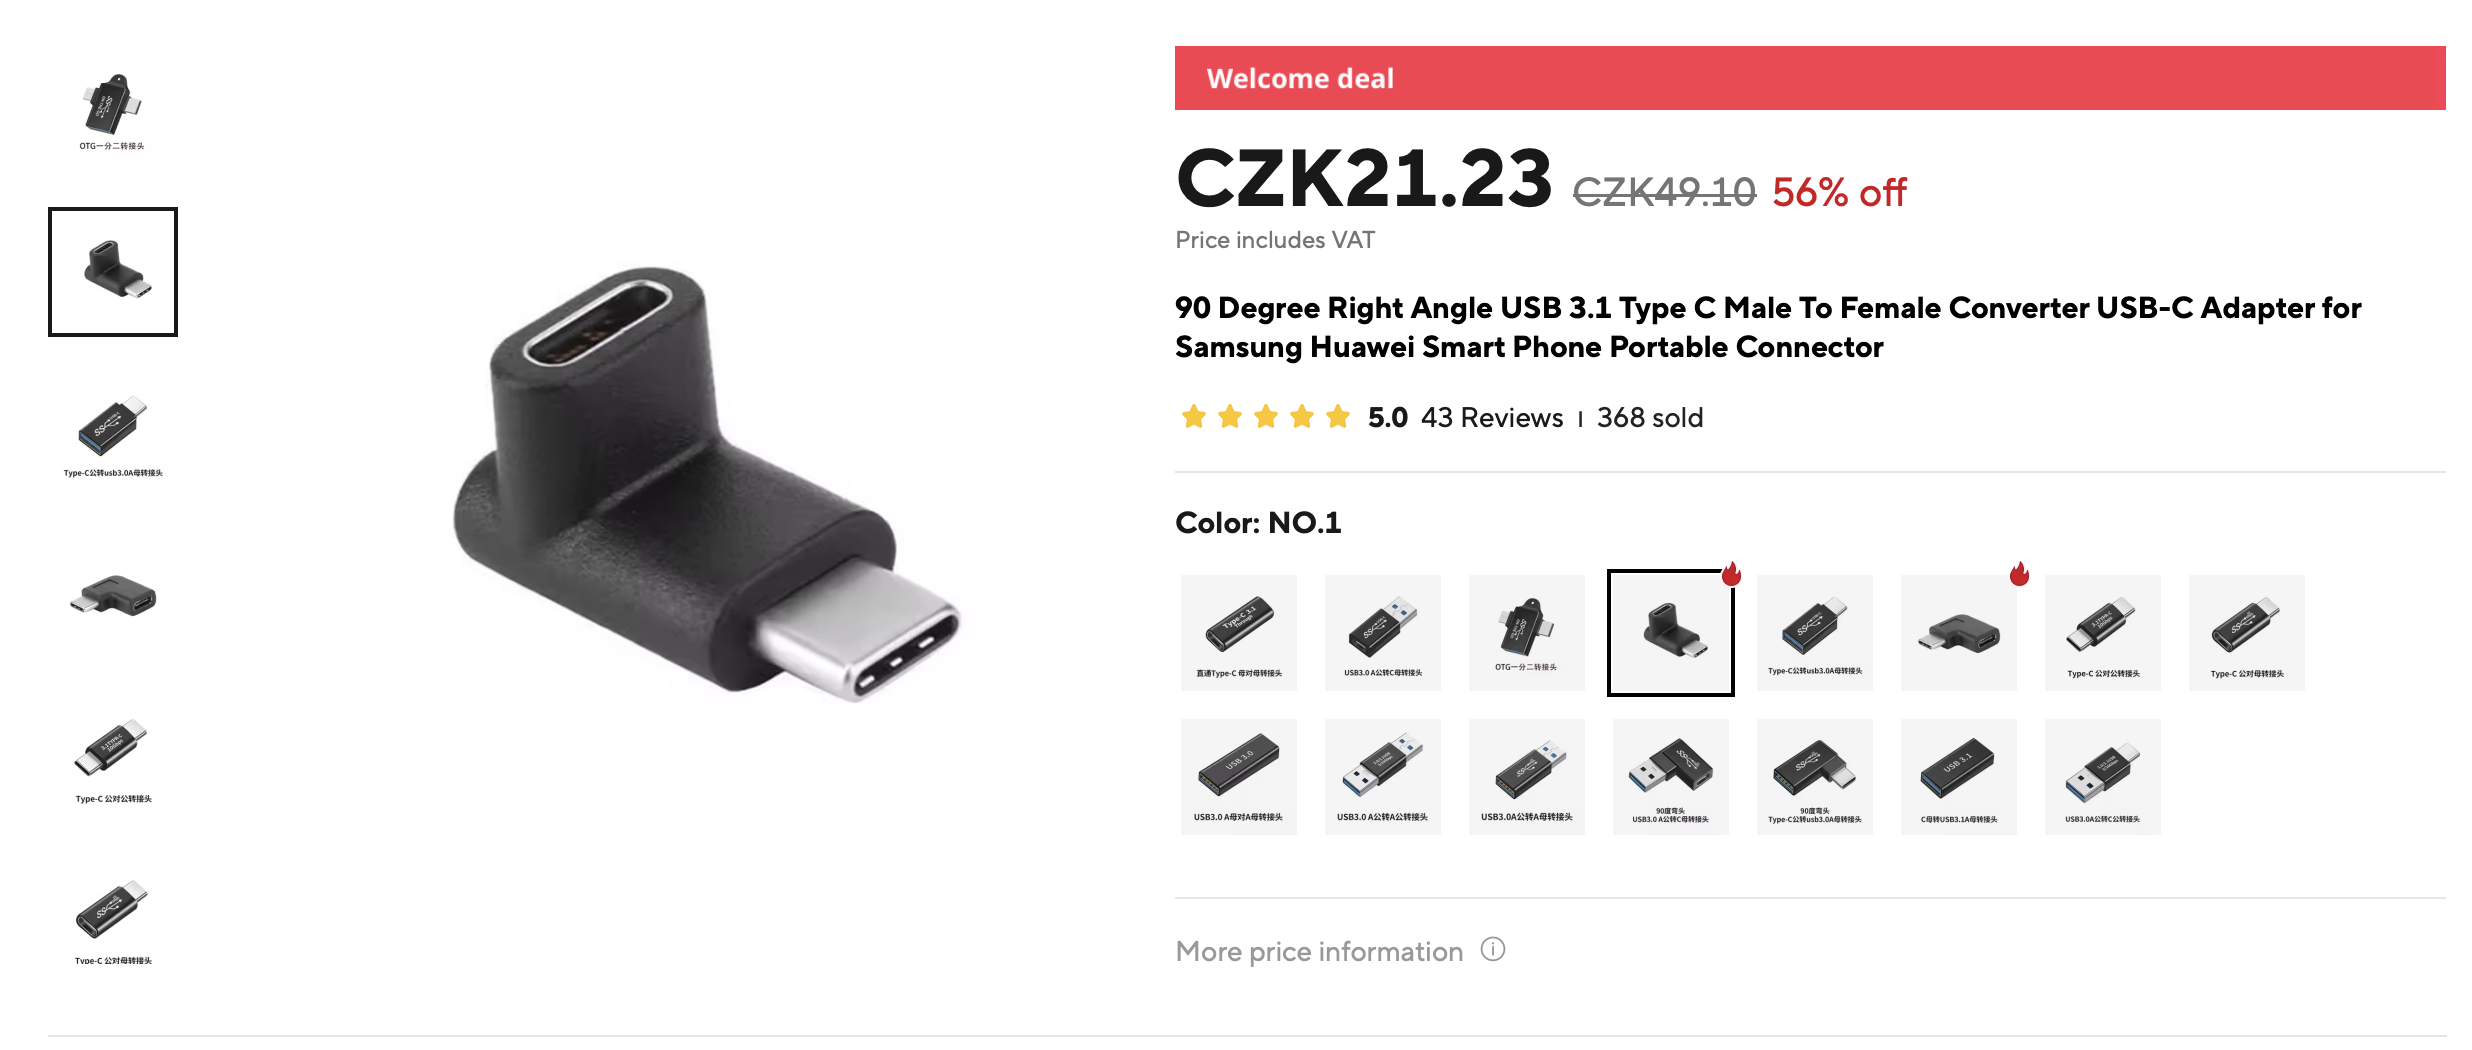 OTG一分二转接头
Type-C公转usb3.0A母转接头
Type-C 公对公转接头
Type-C 公对母转接头
Welcome deal
CZK21.23 CZK49.10 56% off
Price includes VAT
90 Degree Right Angle USB 3.1 Type C Male To Female Converter USB-C Adapter for
Samsung Huawei Smart Phone Portable Connector
5.0 43 Reviews | 368 sold
Color: NO.1
Type-C 3.1
Through
直通Type-C 母对母转接头
USB3.0 A公转C母转接头
OTG一分二转接头
Type-C公转usb3.0A母转接头
Type-C 公对公转接头
Type-C 公对母转接头
USB 3.0
USB3.0 A母对A母转接头
USB3.0 A公转A公转接头
USB3.0A公转A母转接头
90度弯头
USB3.0 A公转C母转接头
90度弯头
Type-C公转usb3.0A母转接头
USB 3.1
C母转USB3.1A母转接头
USB3.0A公转C公转接头
More price information